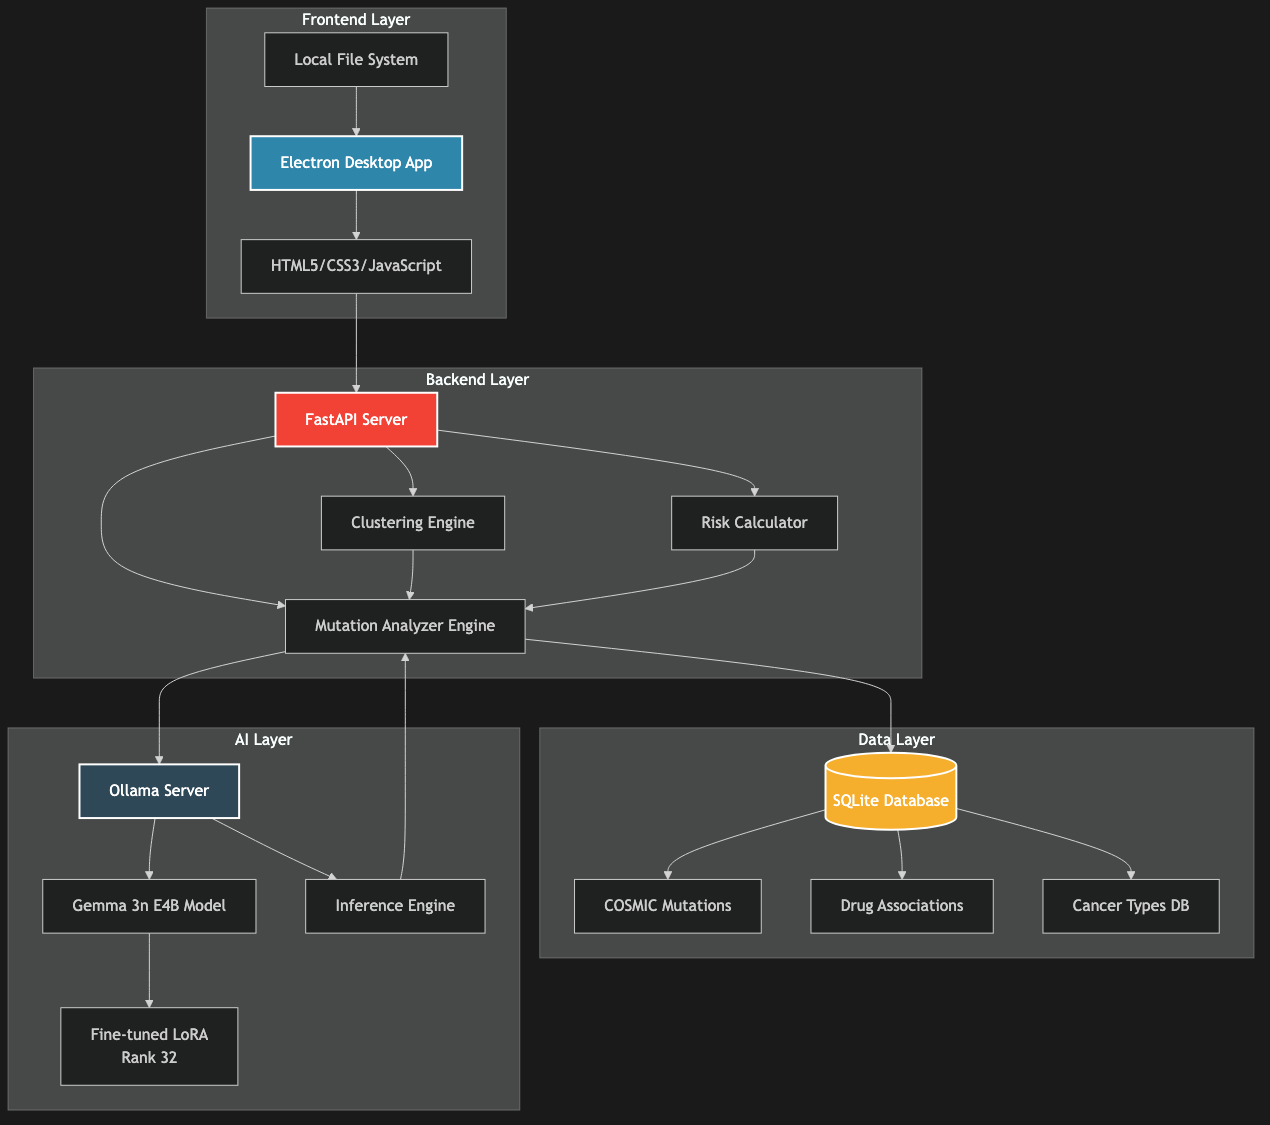 Frontend Layer
Local File System
Electron Desktop App
HTML5/CSS3/JavaScript
Backend Layer
FastAPI Server
Clustering Engine
Risk Calculator
Mutation Analyzer Engine
AI Layer
Ollama Server
Gemma 3n E4B Model
Inference Engine
Fine-tuned LoRA
Rank 32
Data Layer
SQLite Database
COSMIC Mutations
Drug Associations
Cancer Types DB